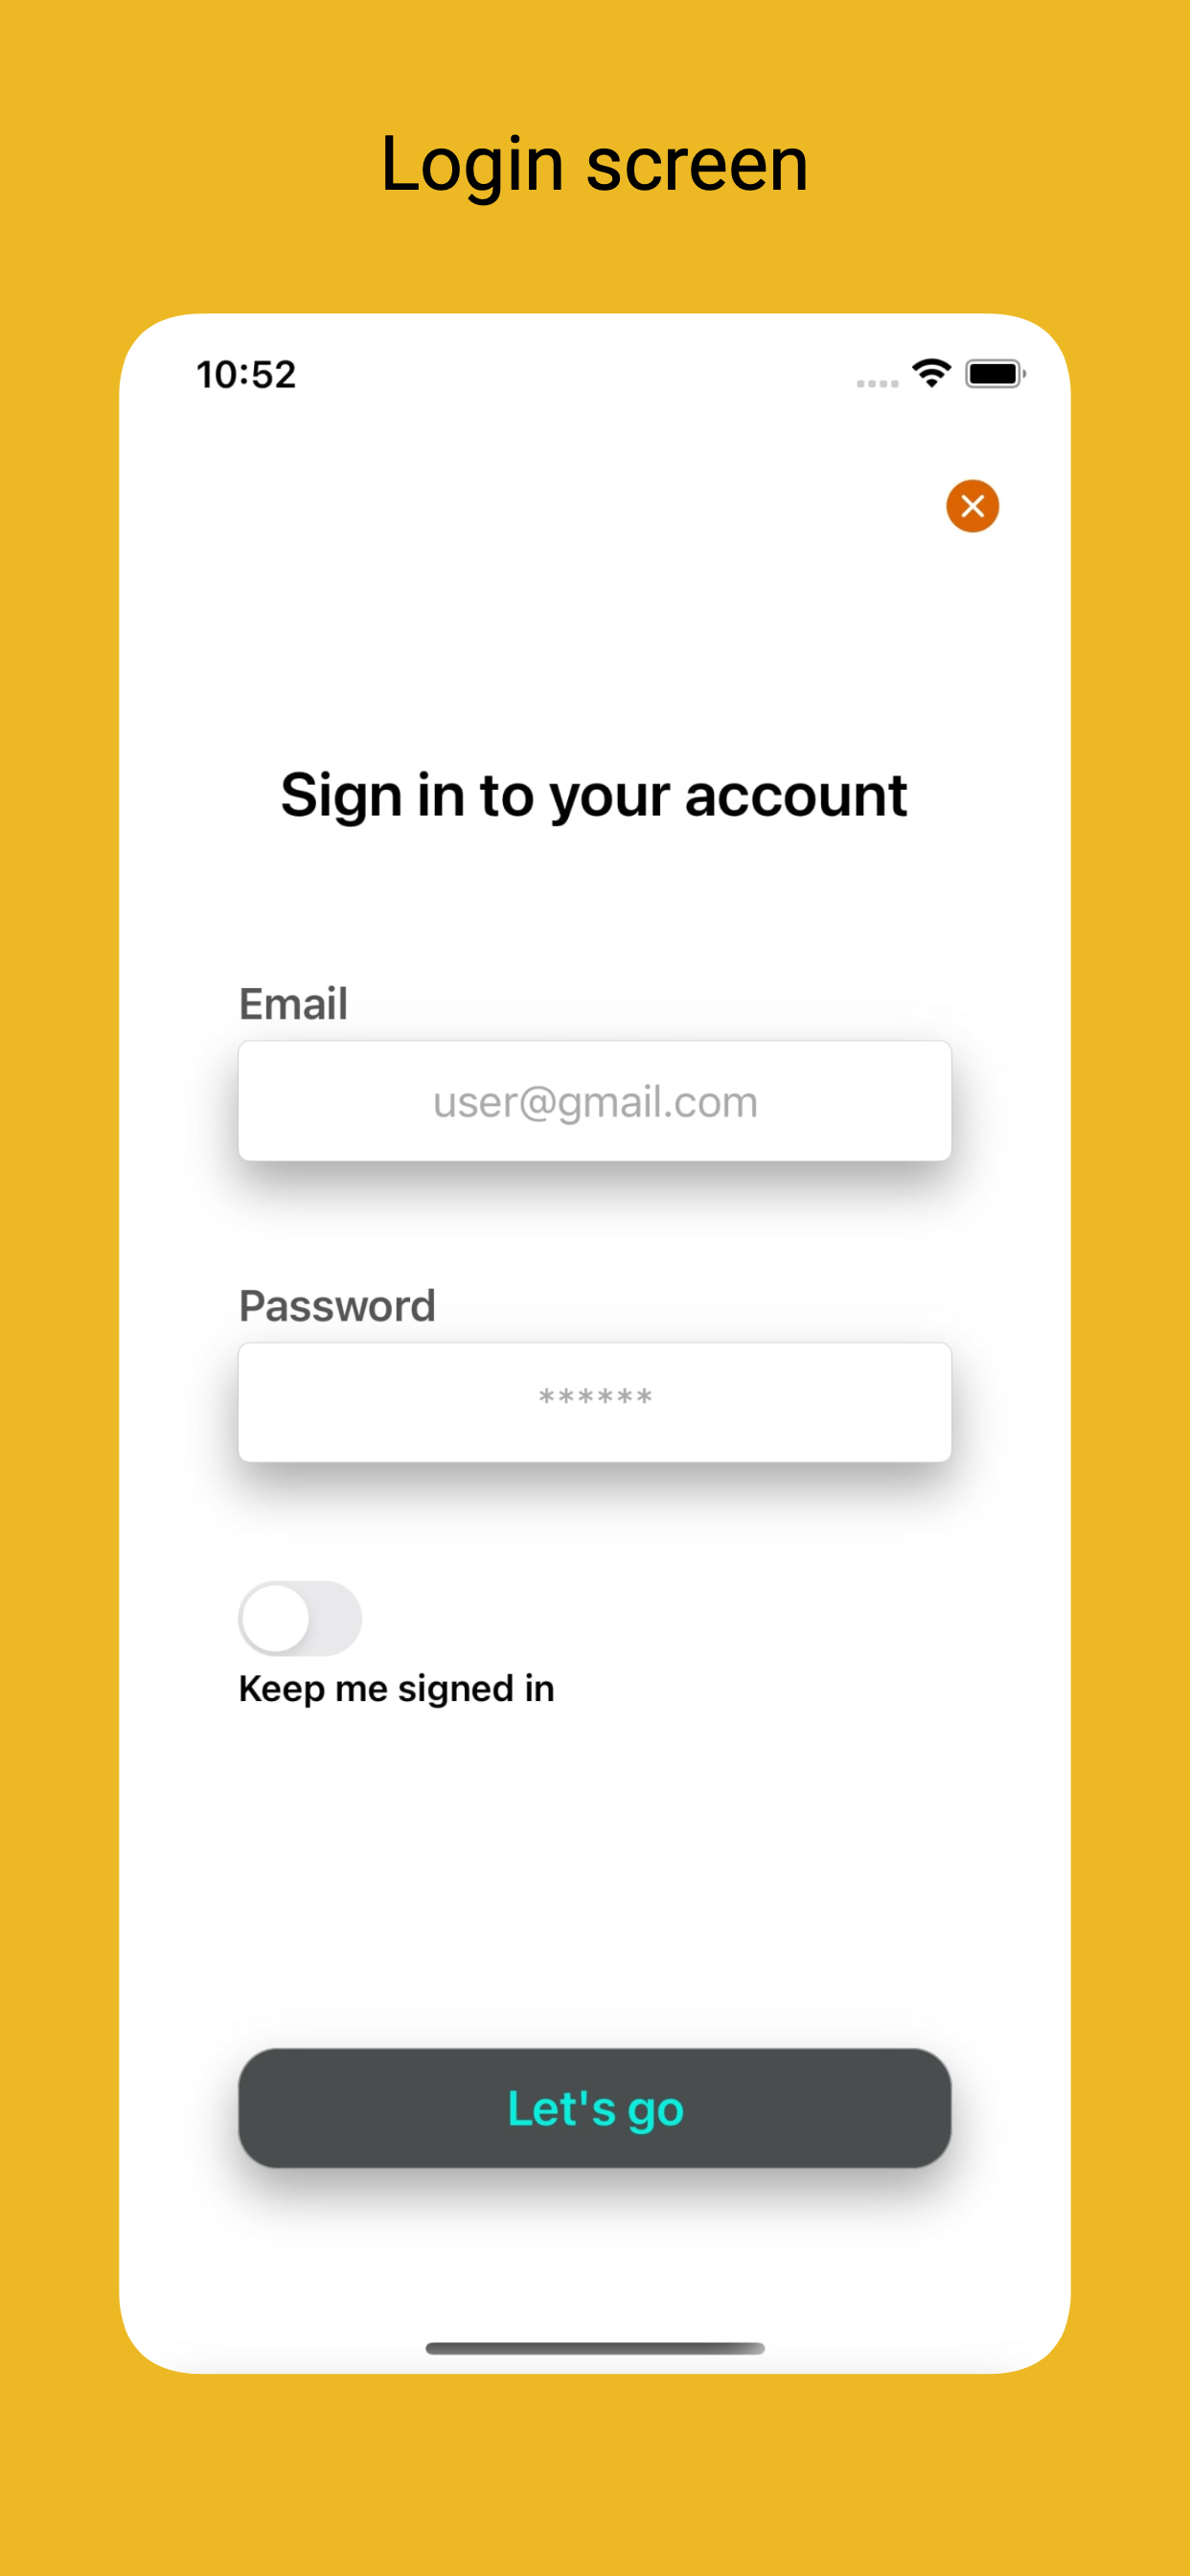 Login screen
10:52
Sign in to your account
Email
user@gmail.com
Password
******
Keep me signed in
Let's go